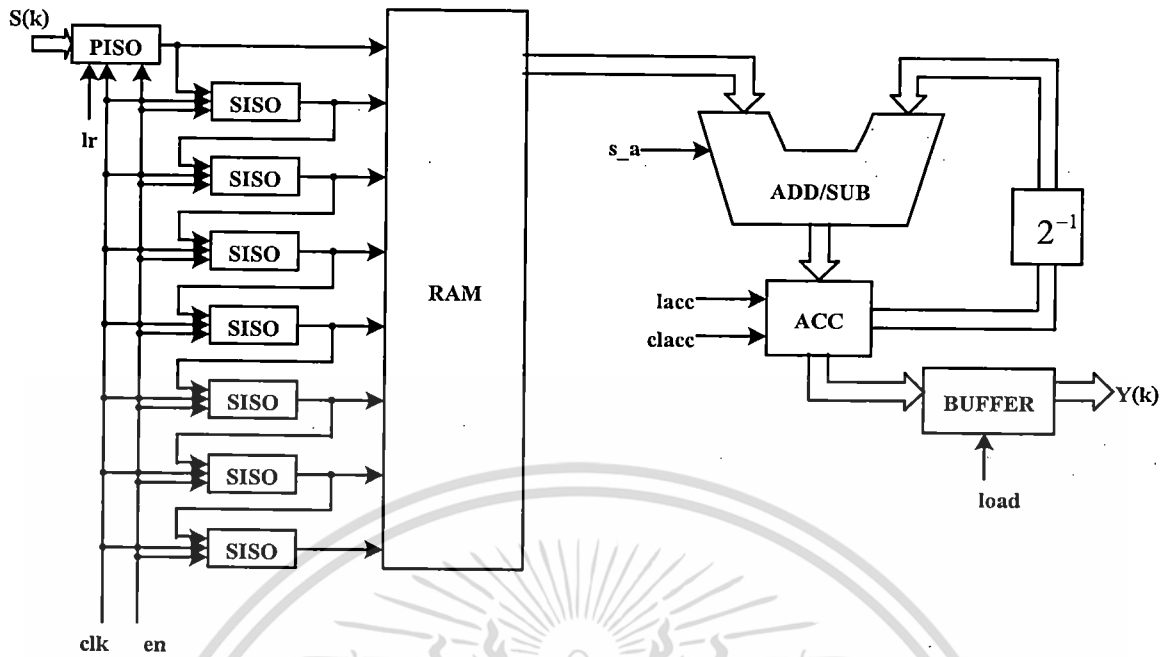 S(k)
PISO
lr
SISO
SISO
SISO
SISO
SISO
SISO
SISO
clk
en
RAM
s_a
ADD/SUB
2⁻¹
lacc
clacc
ACC
BUFFER
Y(k)
load